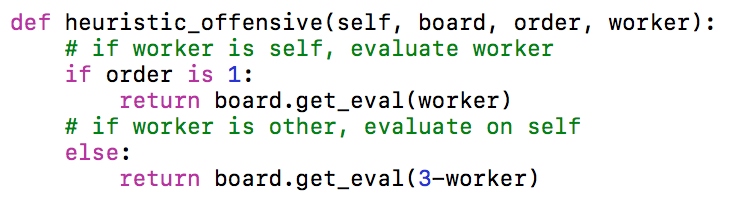 def heuristic_offensive(self, board, order, worker):
    # if worker is self, evaluate worker
    if order is 1:
        return board.get_eval(worker)
    # if worker is other, evaluate on self
    else:
        return board.get_eval(3-worker)